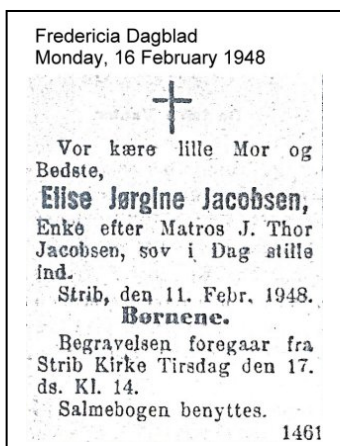 Fredericia Dagblad
Monday, 16 February 1948
Vor kære lille Mor og
Bedste,
Elise Jørgine Jacobsen,
Enke efter Matros J. Thor
Jacobsen, sov i Dag stille
ind.
Strib, den 11. Febr. 1948.
Børnene.
Begravelsen foregaar fra
Strib Kirke Tirsdag den 17.
ds. Kl. 14.
Salmebogen benyttes.
1461